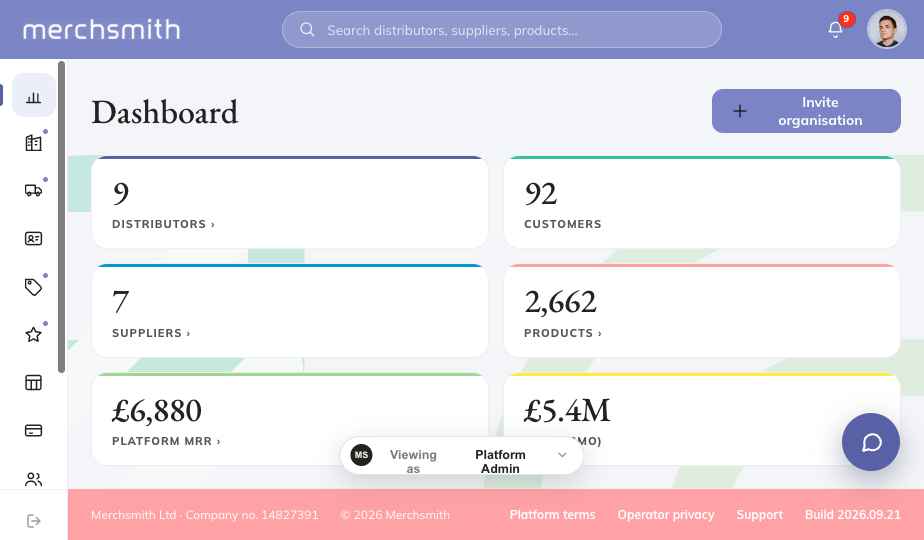 merchsmith
Search distributors, suppliers, products...
9
Dashboard
Invite
organisation
9
DISTRIBUTORS ›
92
CUSTOMERS
7
SUPPLIERS ›
2,662
PRODUCTS ›
£6,880
PLATFORM MRR ›
£5.4M
MO)
MS
Viewing
as
Platform
Admin
Merchsmith Ltd · Company no. 14827391
© 2026 Merchsmith
Platform terms
Operator privacy
Support
Build 2026.09.21